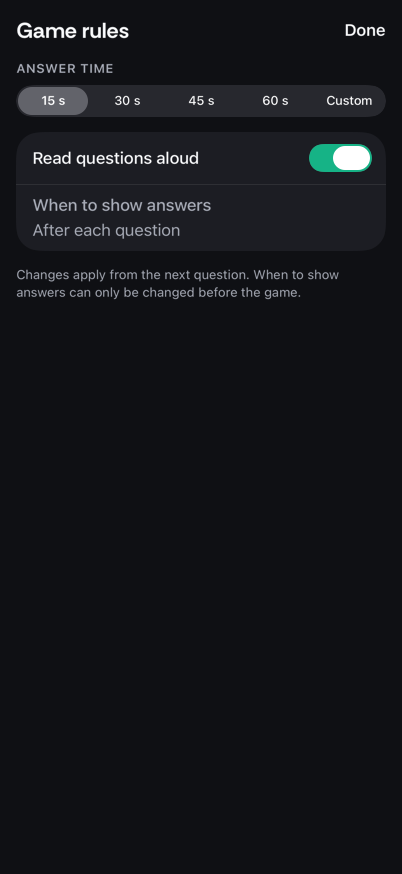 Game rules
Done
ANSWER TIME
15 s
30 s
45 s
60 s
Custom
Read questions aloud
When to show answers
After each question
Changes apply from the next question. When to show
answers can only be changed before the game.